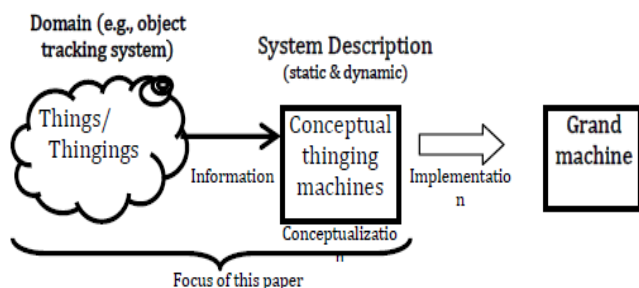 Domain (e.g., object
tracking system)
System Description
(static & dynamic)
Things/
Thingings
Information
Conceptual
thinging
machines
Conceptualizatio
n
Implementatio
n
Grand
machine
Focus of this paper